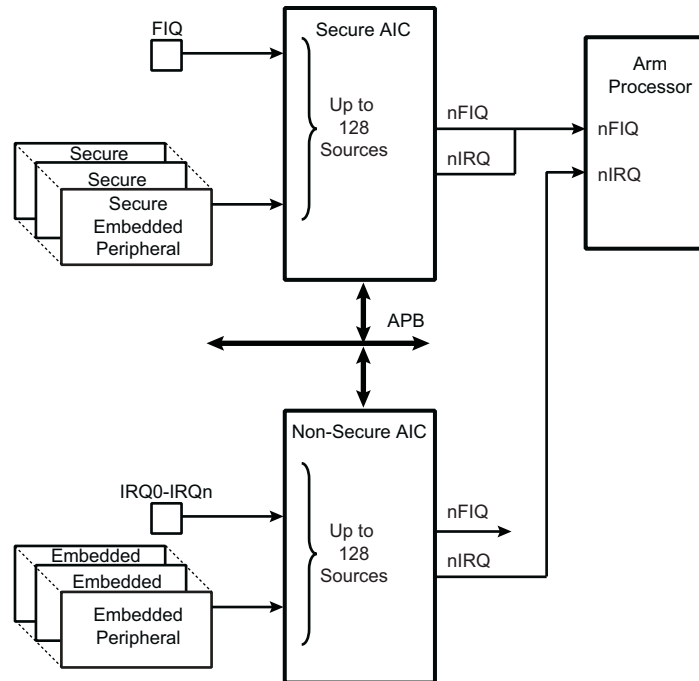 FIQ
Secure AIC
Up to
128
Sources
Secure
Secure
Secure
Embedded
Peripheral
nFIQ
nIRQ
Arm
Processor
nFIQ
nIRQ
APB
Non-Secure AIC
IRQ0-IRQn
Up to
128
Sources
Embedded
Embedded
Embedded
Peripheral
nFIQ
nIRQ